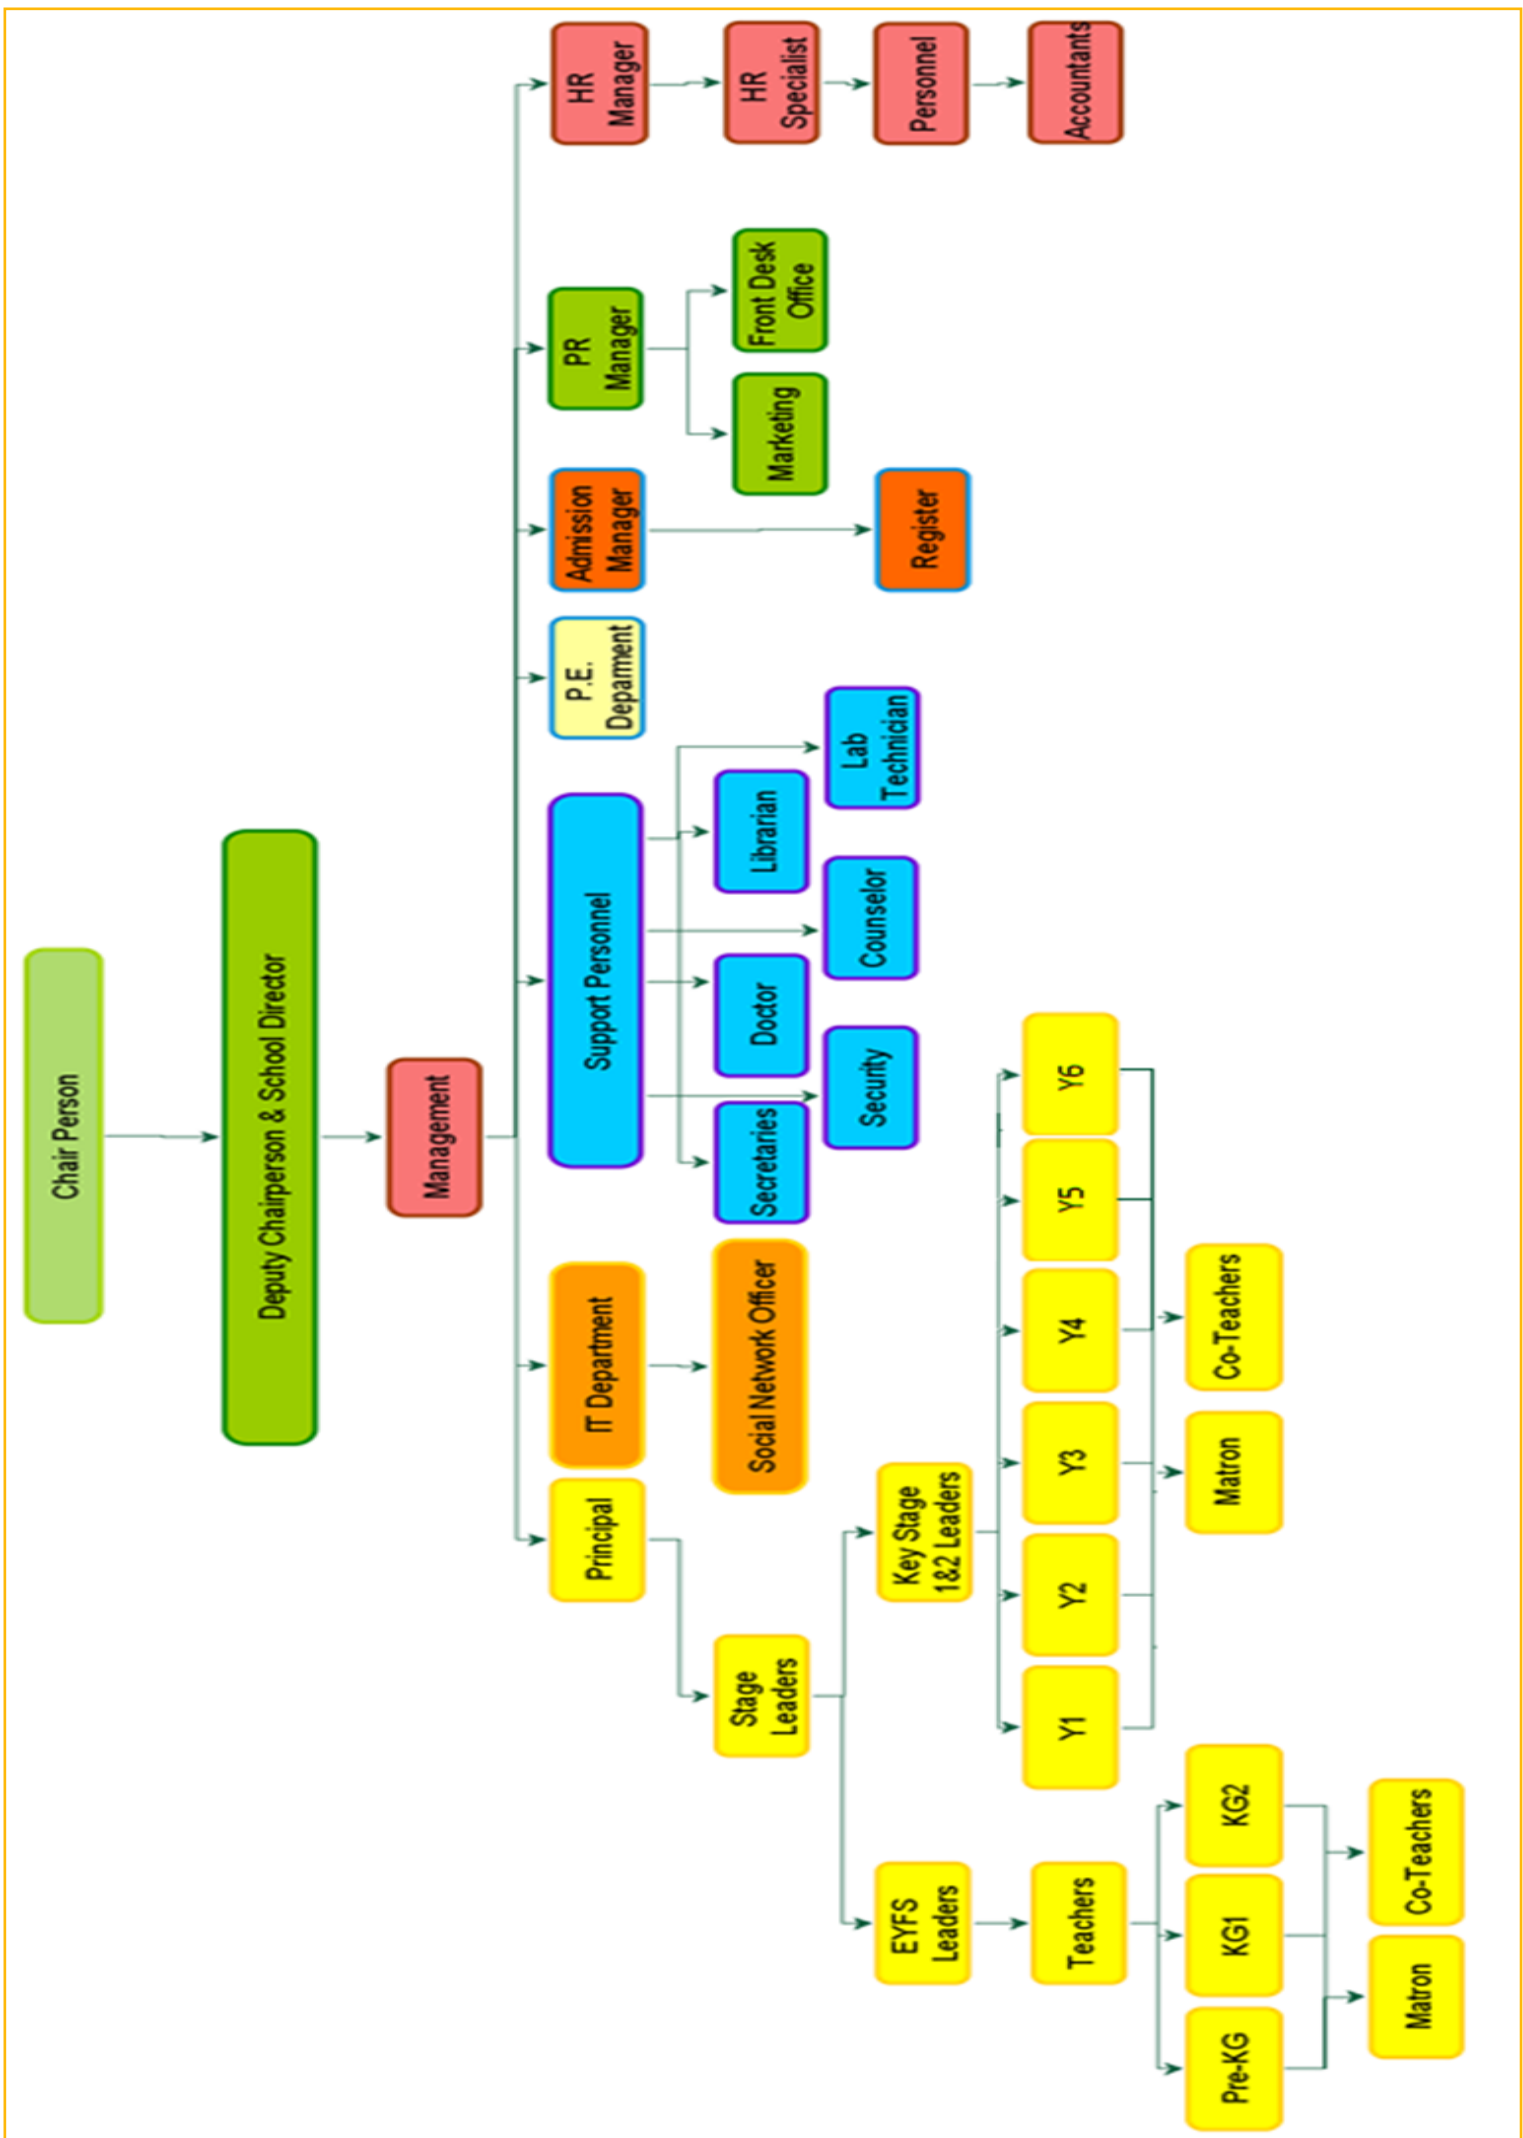 Chair Person
Deputy Chairperson & School Director
Management
Principal
IT Department
Support Personnel
P.E.
Deparment
Admission
Manager
PR
Manager
HR
Manager
Stage
Leaders
Social Network Officer
Secretaries
Doctor
Librarian
Marketing
Front Desk
Office
HR
Specialist
Security
Counselor
Lab
Technician
EYFS
Leaders
Key Stage
1&2 Leaders
Register
Personnel
Teachers
Y1
Y2
Y3
Y4
Y5
Y6
Accountants
Pre-KG
KG1
KG2
Matron
Co-Teachers
Matron
Co-Teachers